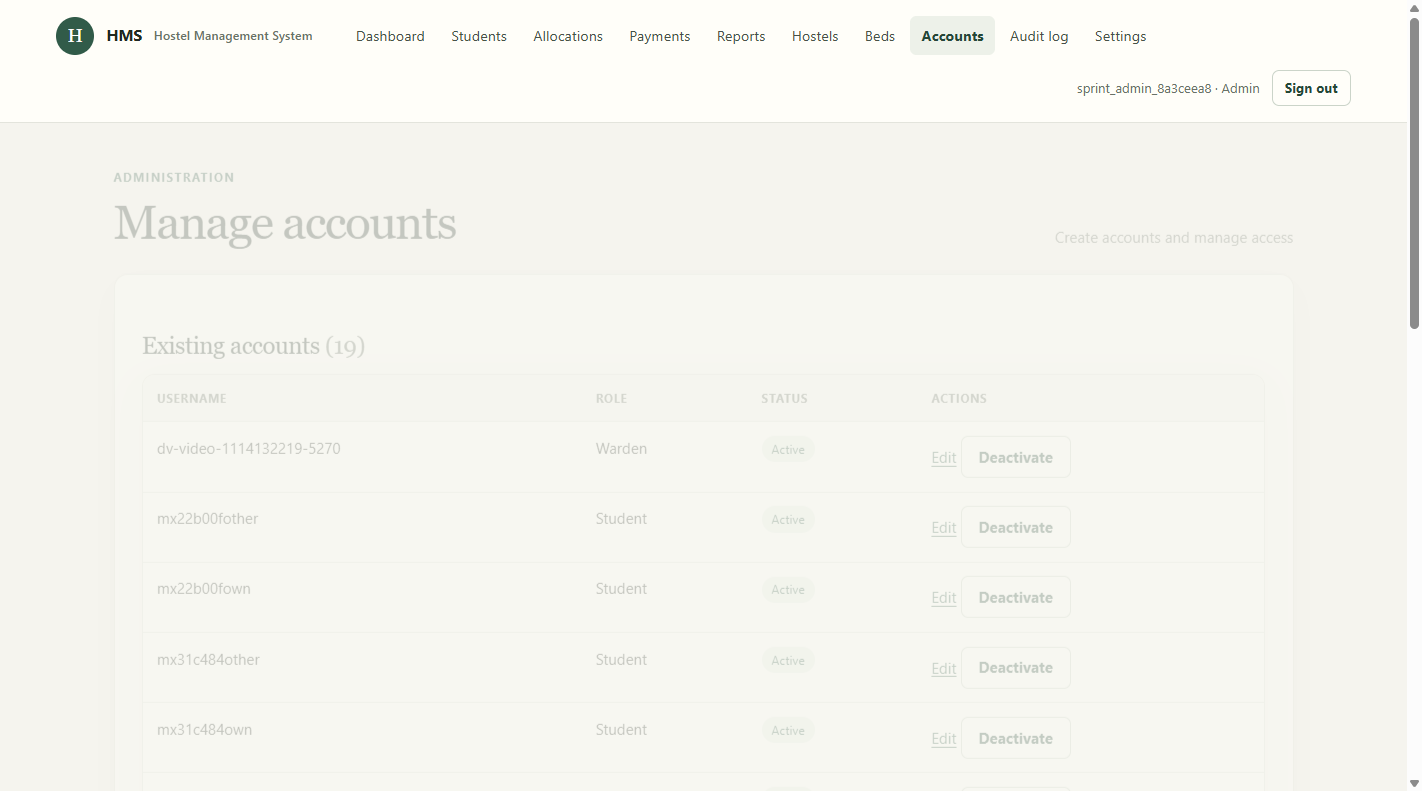 H HMS Hostel Management System Dashboard Students Allocations Payments Reports Hostels Beds Accounts Audit log Settings
sprint_admin_8a3ceea8 · Admin Sign out
ADMINISTRATION
Manage accounts
Create accounts and manage access
Existing accounts (19)
USERNAME ROLE STATUS ACTIONS
dv-video-1114132219-5270 Warden Active Edit Deactivate
mx22b00fother Student Active Edit Deactivate
mx22b00fown Student Active Edit Deactivate
mx31c484other Student Active Edit Deactivate
mx31c484own Student Active Edit Deactivate